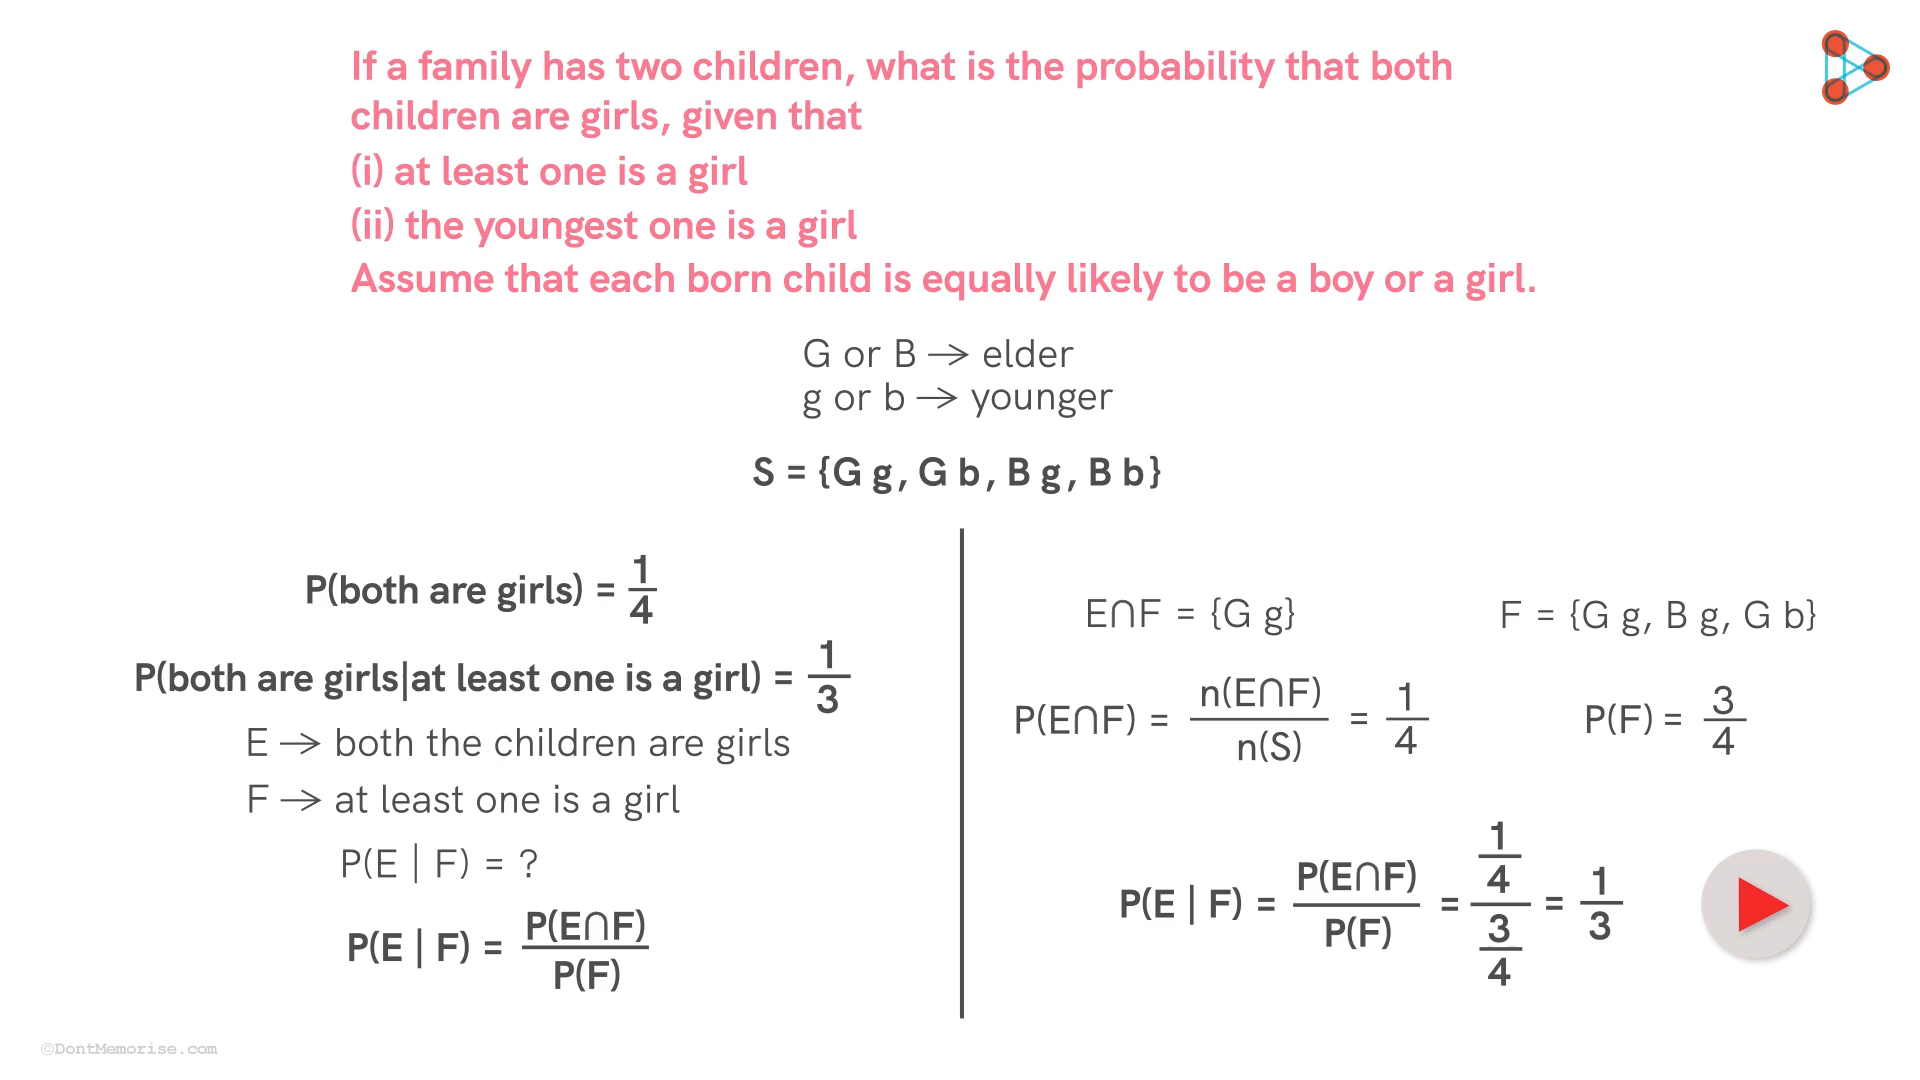 If a family has two children, what is the probability that both
children are girls, given that
(i) at least one is a girl
(ii) the youngest one is a girl
Assume that each born child is equally likely to be a boy or a girl.
G or B → elder
g or b → younger
S = {G g, G b, B g, B b}
P(both are girls) = 1/4
P(both are girls|at least one is a girl) = 1/3
E → both the children are girls
F → at least one is a girl
P(E | F) = ?
P(E | F) = P(E∩F)/P(F)
E∩F = {G g}
F = {G g, B g, G b}
P(E∩F) = n(E∩F)/n(S) = 1/4
P(F) = 3/4
P(E | F) = P(E∩F)/P(F) = (1/4)/(3/4) = 1/3
©DontMemorise.com